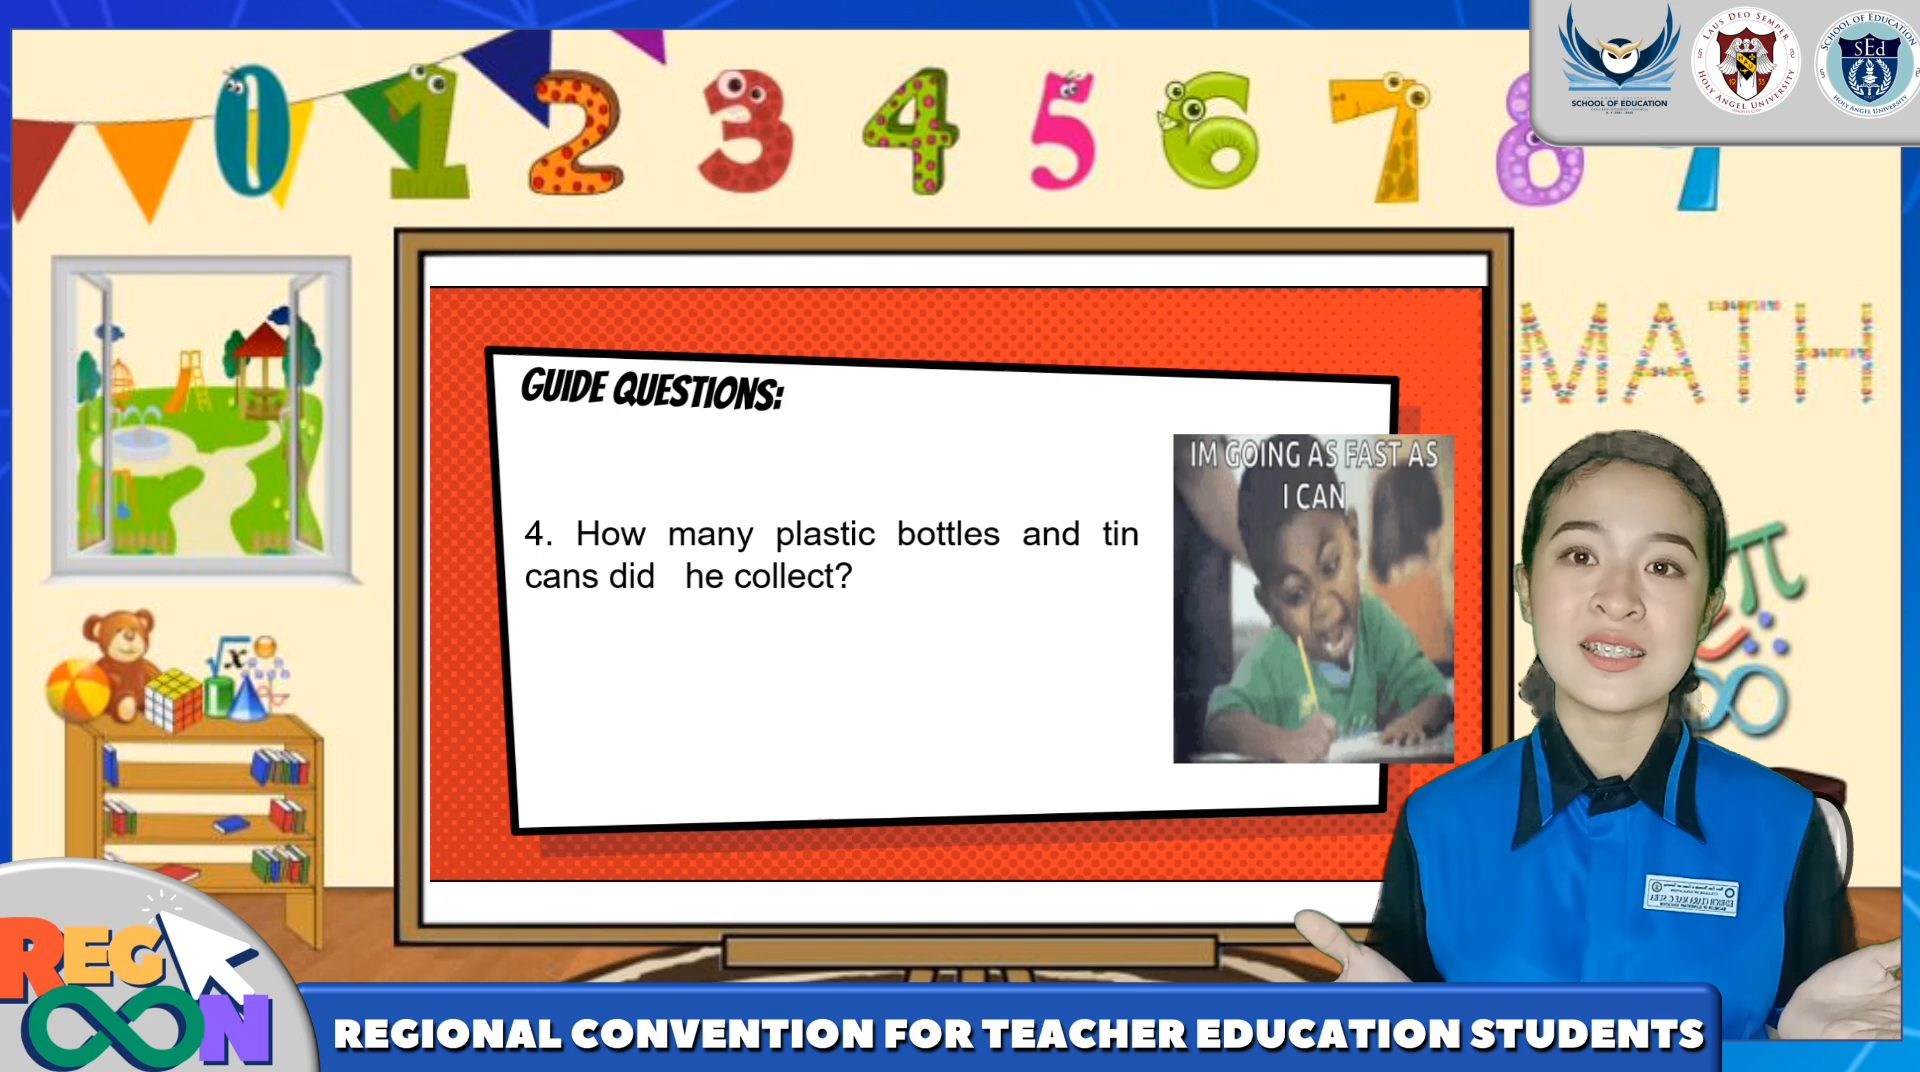 0 1 2 3 4 5 6 7 8 9
SCHOOL OF EDUCATION
LAUS DEO SEMPER
HOLY ANGEL UNIVERSITY
SCHOOL OF EDUCATION
sEd
HOLY ANGEL UNIVERSITY
MATH
GUIDE QUESTIONS:
IM GOING AS FAST AS
I CAN
4. How many plastic bottles and tin
cans did he collect?
π
√x
∞
REG
∞N
REGIONAL CONVENTION FOR TEACHER EDUCATION STUDENTS